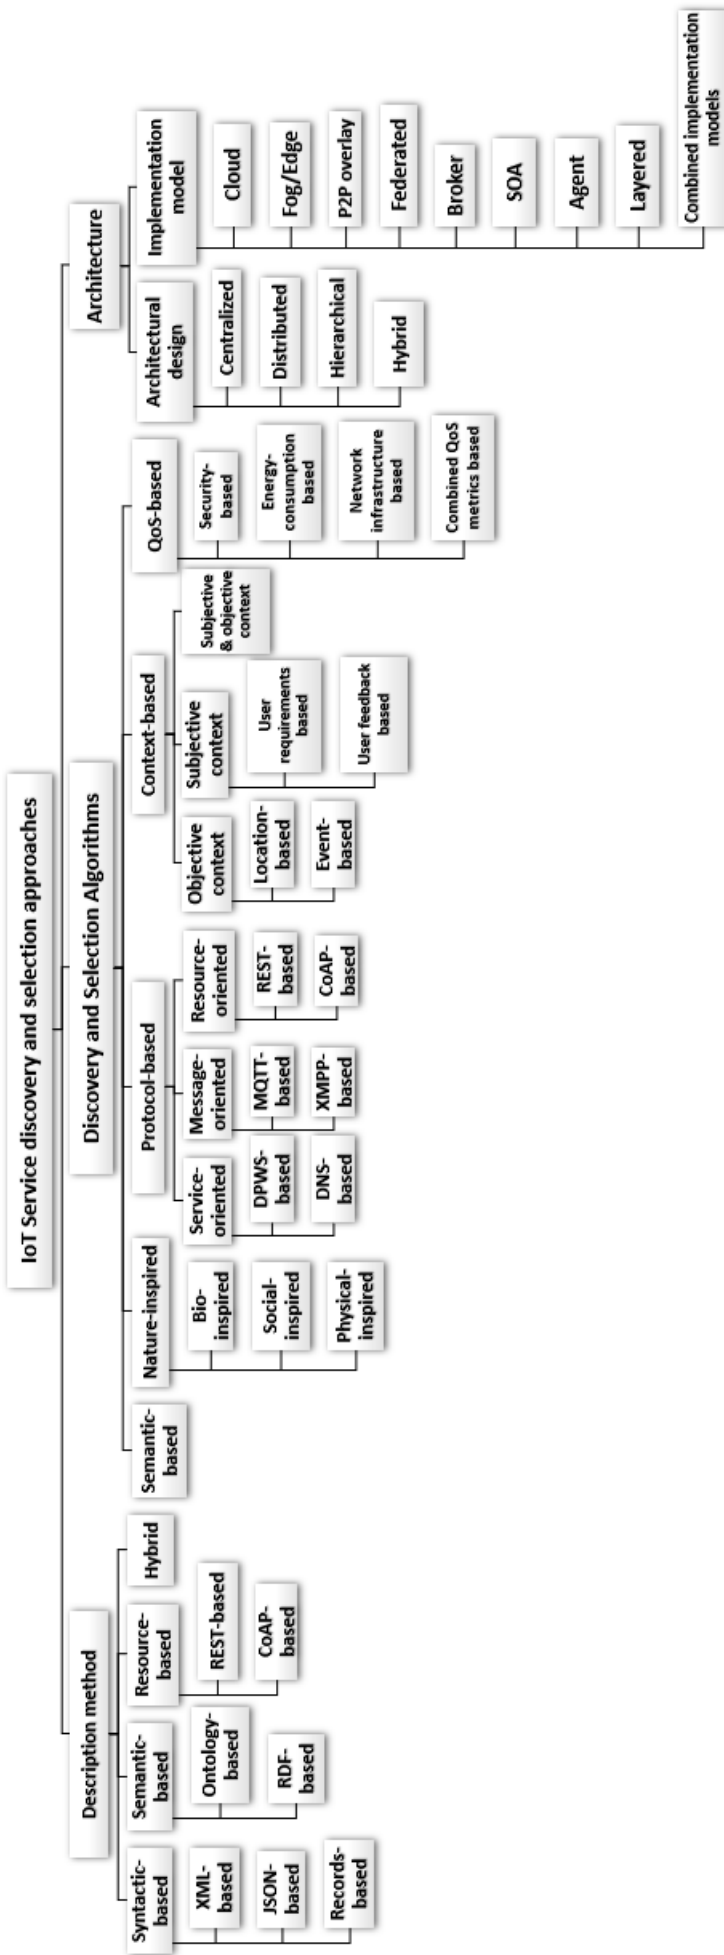 IoT Service discovery and selection approaches
Description method
Discovery and Selection Algorithms
Architecture
Syntactic-
based
XML-
based
JSON-
based
Records-
based
Semantic-
based
Ontology-
based
RDF-
based
Resource-
based
REST-based
CoAP-
based
Hybrid
Semantic-
based
Nature-inspired
Bio-
inspired
Social-
inspired
Physical-
inspired
Protocol-based
Service-
oriented
DPWS-
based
DNS-
based
Message-
oriented
MQTT-
based
XMPP-
based
Resource-
oriented
REST-
based
CoAP-
based
Context-based
Objective
context
Location-
based
Event-
based
Subjective
context
User
requirements
based
User feedback
based
Subjective
& objective
context
QoS-based
Security-
based
Energy-
consumption
based
Network
infrastructure
based
Combined QoS
metrics based
Architectural
design
Centralized
Distributed
Hierarchical
Hybrid
Implementation
model
Cloud
Fog/Edge
P2P overlay
Federated
Broker
SOA
Agent
Layered
Combined implementation
models